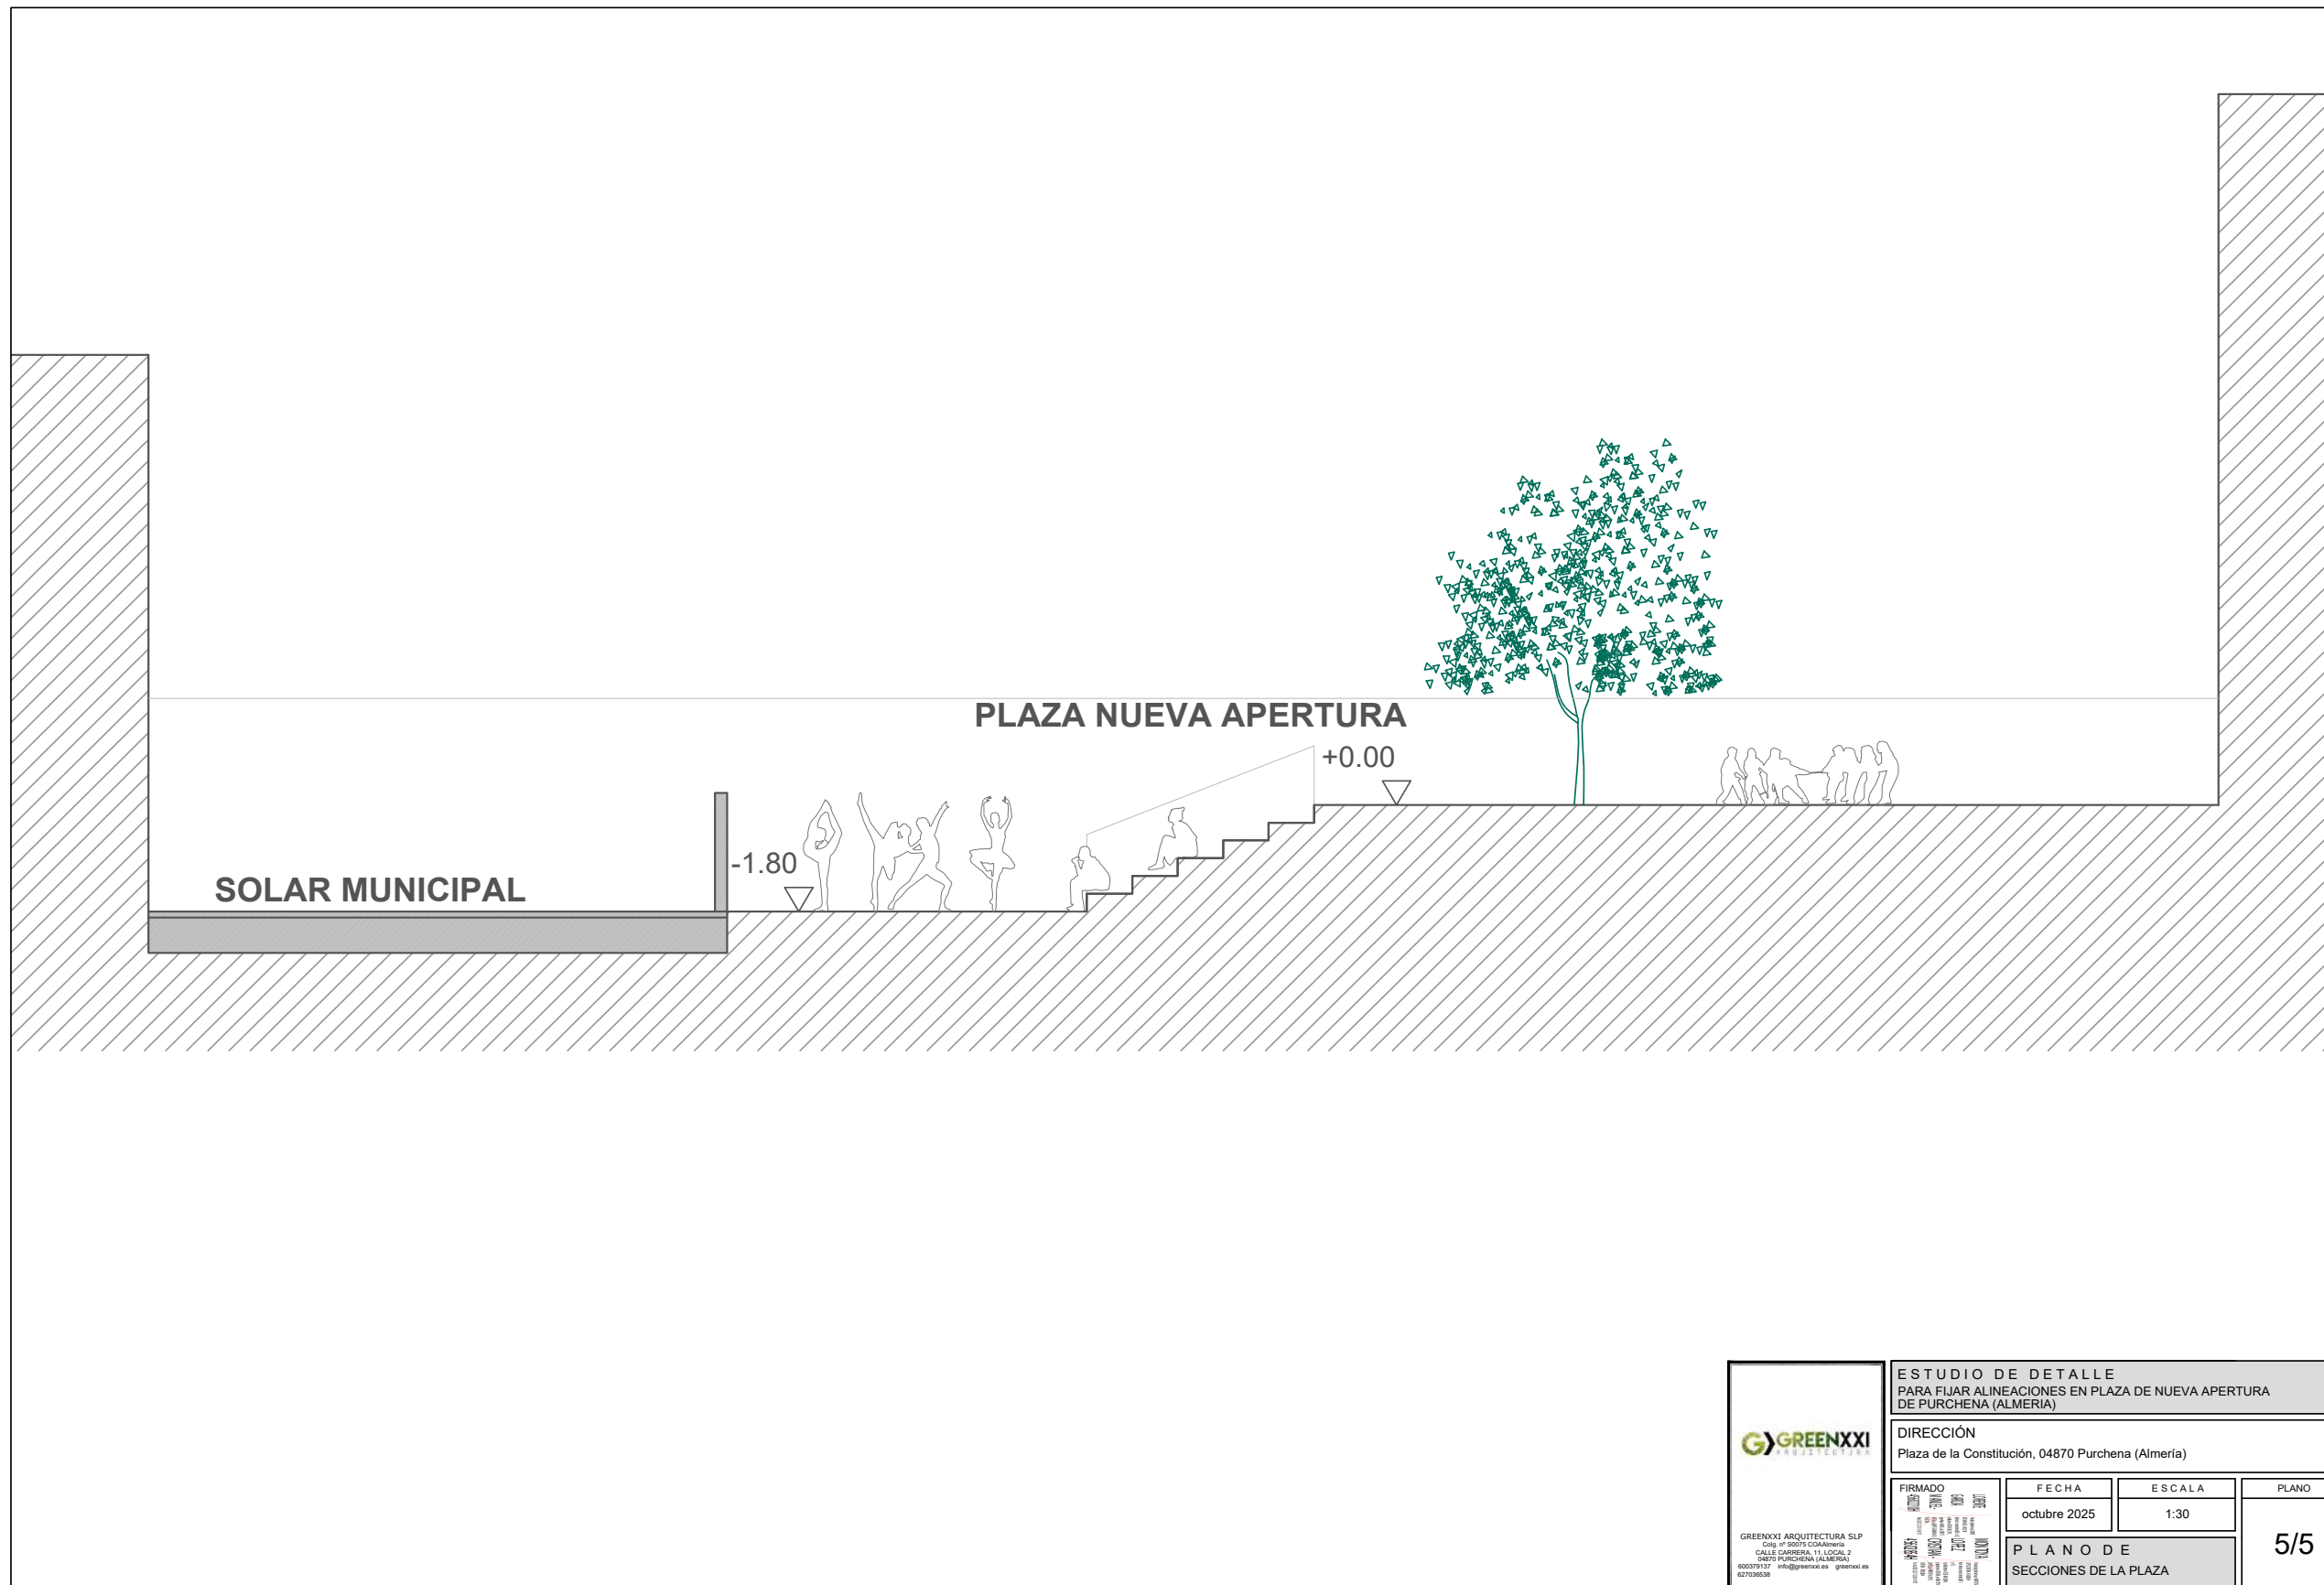 PLAZA NUEVA APERTURA
+0.00
-1.80
SOLAR MUNICIPAL
GREENXXI
ARQUITECTURA
GREENXXI ARQUITECTURA SLP
Colg. nº S0075 COAAlmería
CALLE CARRERA, 11, LOCAL 2
04870 PURCHENA (ALMERIA)
600379137 info@greenxxi.es greenxxi.es
627036538
ESTUDIO DE DETALLE
PARA FIJAR ALINEACIONES EN PLAZA DE NUEVA APERTURA
DE PURCHENA (ALMERIA)
DIRECCIÓN
Plaza de la Constitución, 04870 Purchena (Almería)
FIRMADO
FECHA
octubre 2025
ESCALA
1:30
PLANO
5/5
PLANO DE
SECCIONES DE LA PLAZA